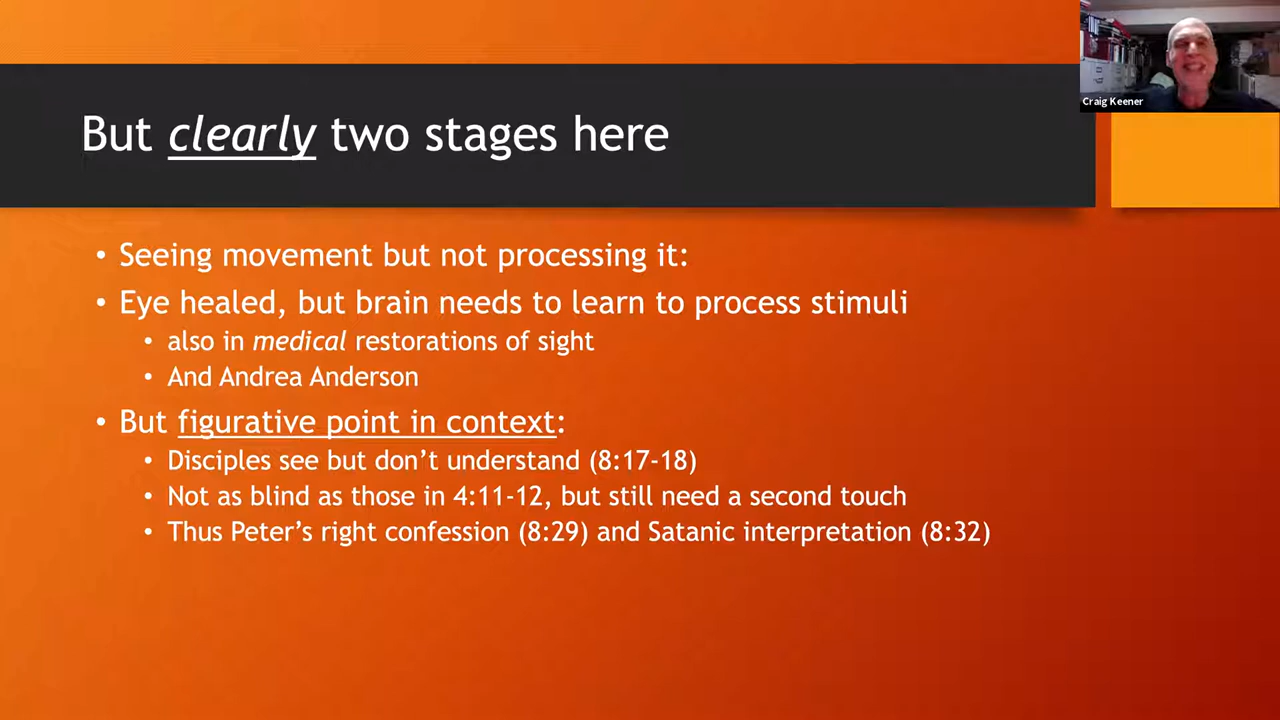 Craig Keener
But clearly two stages here
• Seeing movement but not processing it:
• Eye healed, but brain needs to learn to process stimuli
• also in medical restorations of sight
• And Andrea Anderson
• But figurative point in context:
• Disciples see but don’t understand (8:17-18)
• Not as blind as those in 4:11-12, but still need a second touch
• Thus Peter’s right confession (8:29) and Satanic interpretation (8:32)